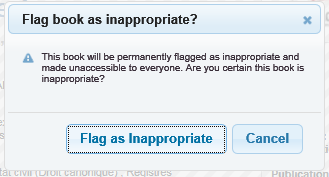 Flag book as inappropriate?
This book will be permanently flagged as inappropriate and
made unaccessible to everyone. Are you certain this book is
inappropriate?
Flag as Inappropriate
Cancel
tat civil (Droit canonique) ; Registres
Publication